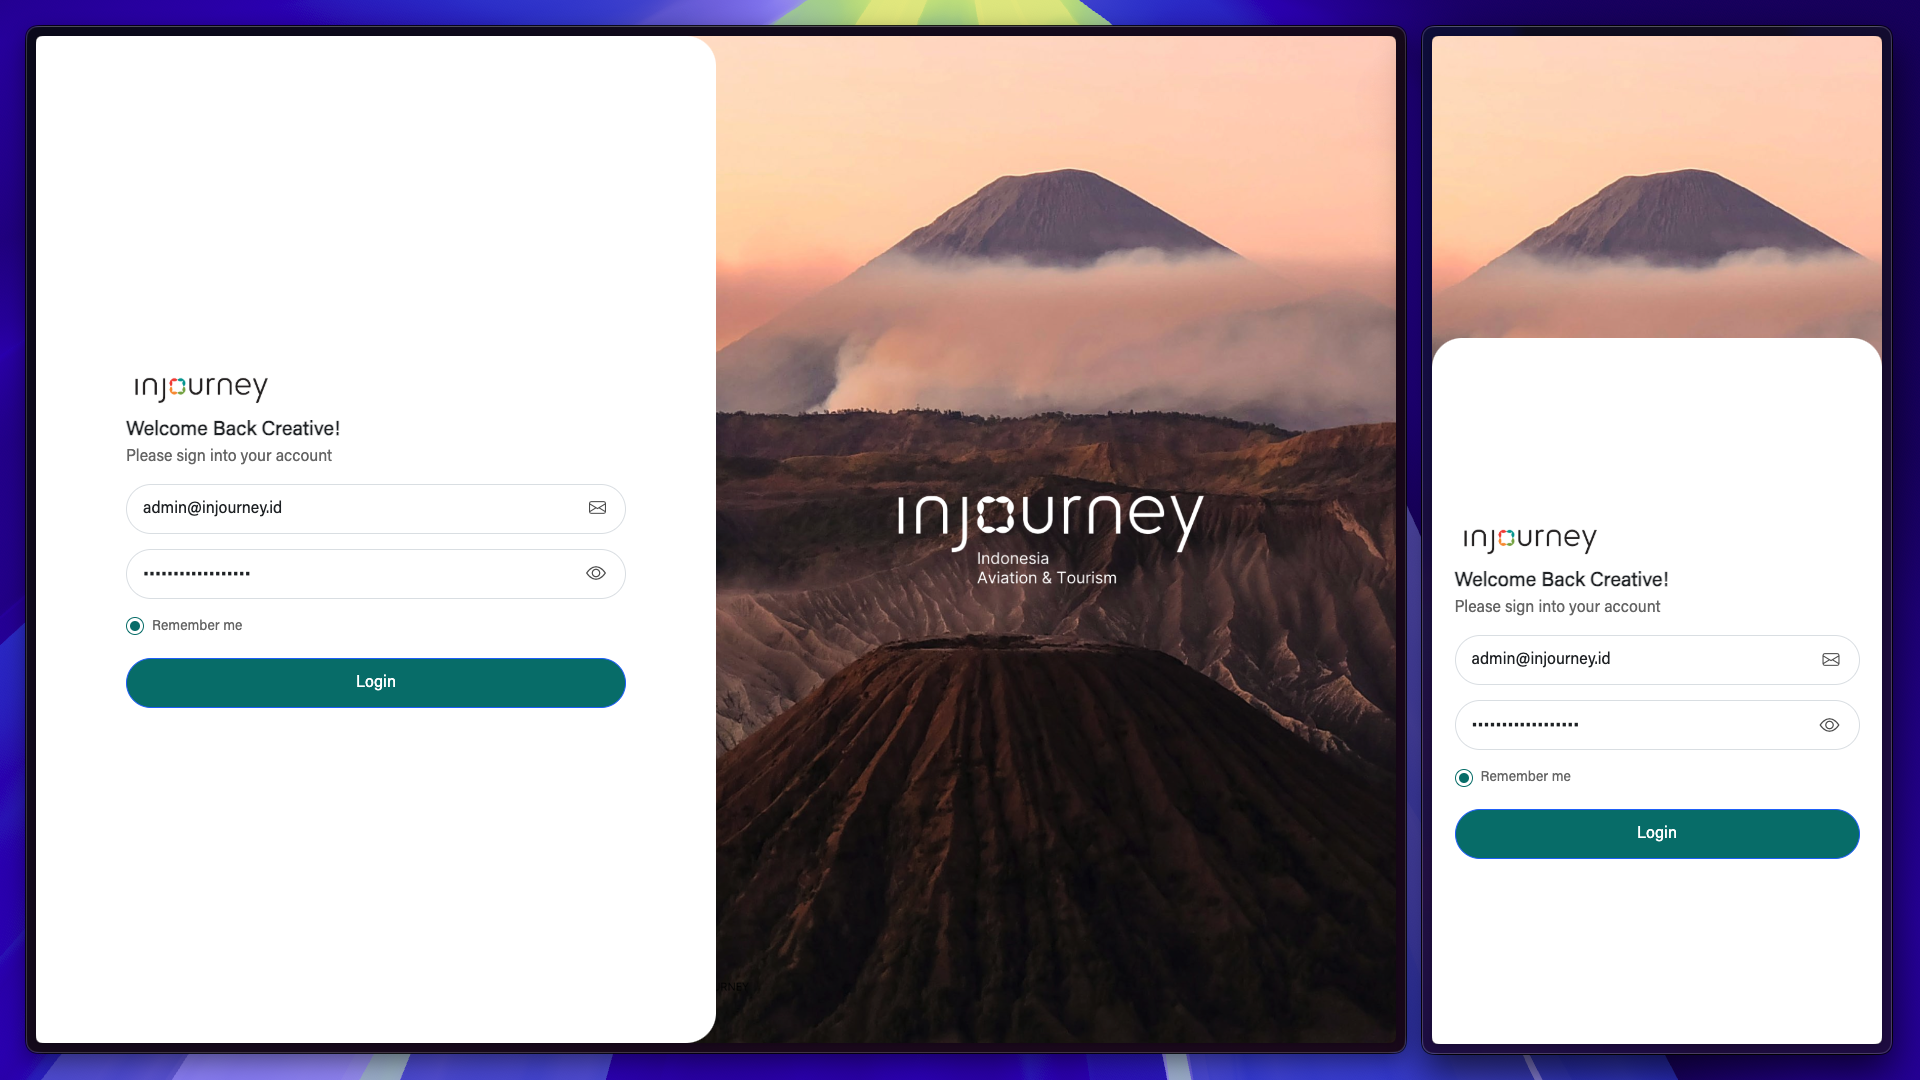 injourney
Welcome Back Creative!
Please sign into your account
admin@injourney.id
Remember me
Login
injourney
Indonesia
Aviation & Tourism
injourney
Welcome Back Creative!
Please sign into your account
admin@injourney.id
Remember me
Login